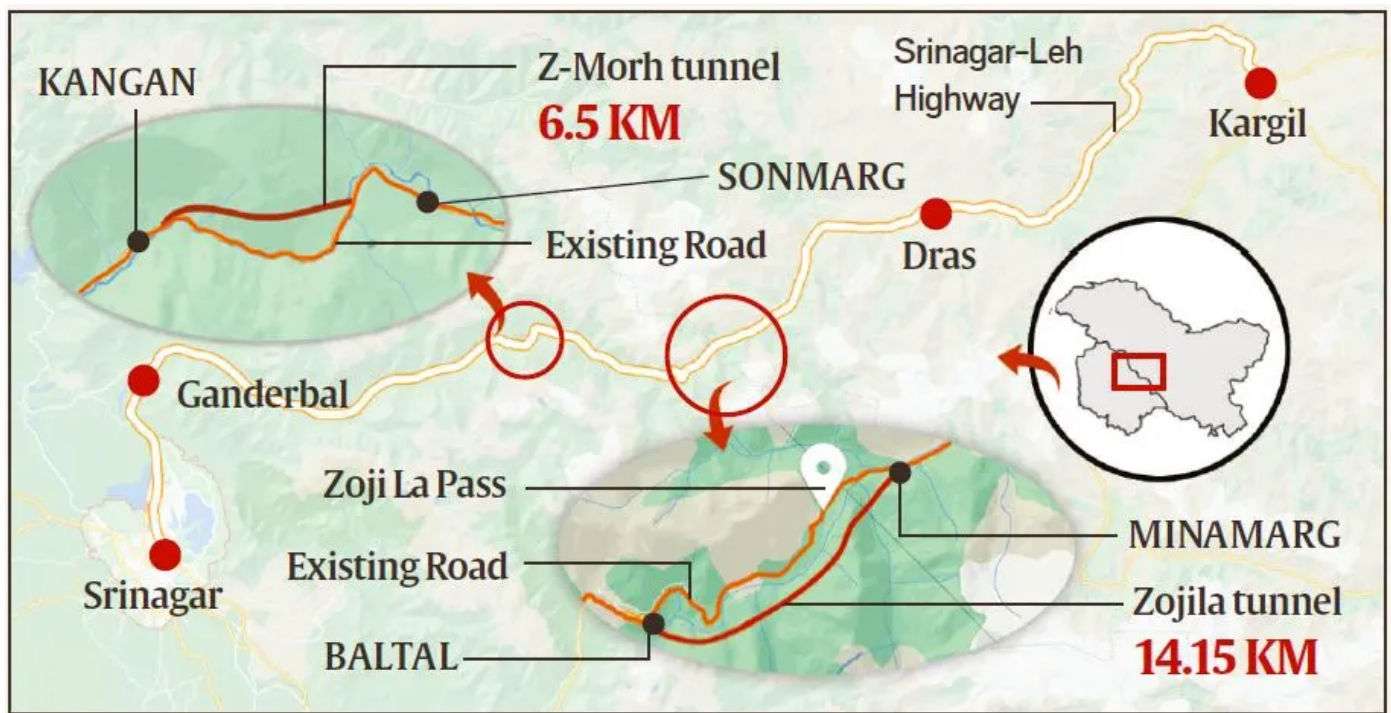 KANGAN
Z-Morh tunnel
6.5 KM
SONMARG
Existing Road
Srinagar-Leh
Highway
Kargil
Dras
Ganderbal
Srinagar
Zoji La Pass
Existing Road
BALTAL
MINAMARG
Zojila tunnel
14.15 KM